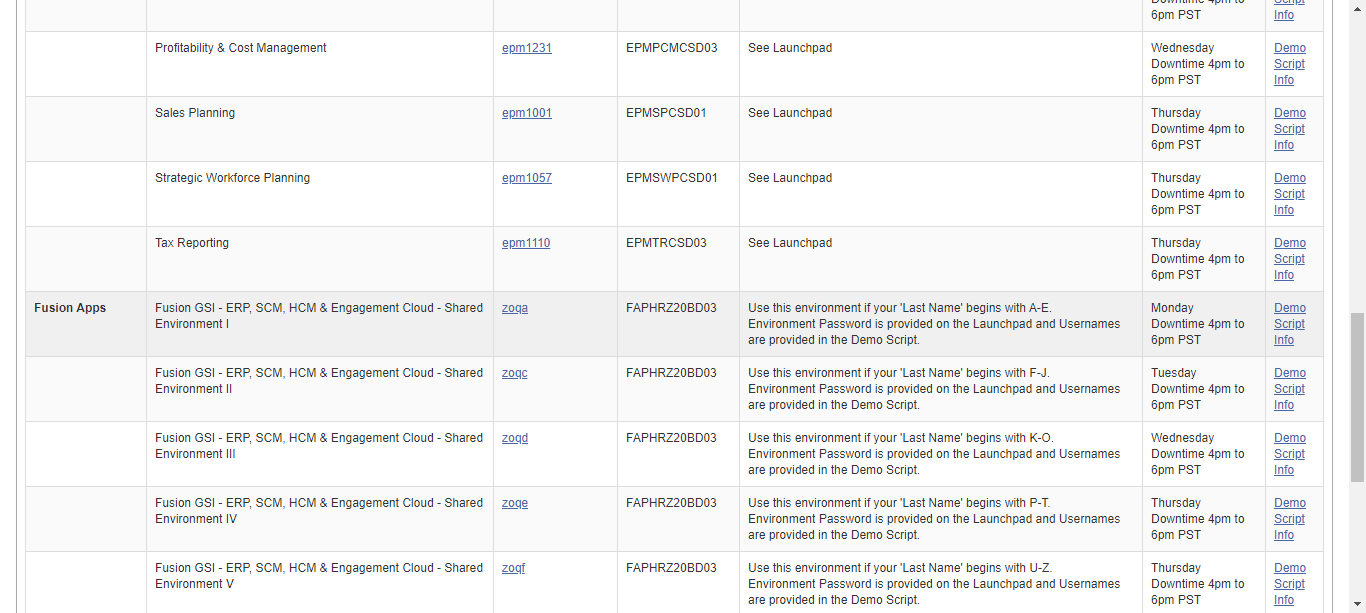 Downtime 4pm to
Script
6pm PST
Info
Profitability & Cost Management
epm1231
EPMPCMCSD03
See Launchpad
Wednesday
Downtime 4pm to
6pm PST
Demo
Script
Info
Sales Planning
epm1001
EPMSPCSD01
See Launchpad
Thursday
Downtime 4pm to
6pm PST
Demo
Script
Info
Strategic Workforce Planning
epm1057
EPMSWPCSD01
See Launchpad
Thursday
Downtime 4pm to
6pm PST
Demo
Script
Info
Tax Reporting
epm1110
EPMTRCSD03
See Launchpad
Thursday
Downtime 4pm to
6pm PST
Demo
Script
Info
Fusion Apps
Fusion GSI - ERP, SCM, HCM & Engagement Cloud - Shared
Environment I
zoqa
FAPHRZ20BD03
Use this environment if your 'Last Name' begins with A-E.
Environment Password is provided on the Launchpad and Usernames
are provided in the Demo Script.
Monday
Downtime 4pm to
6pm PST
Demo
Script
Info
Fusion GSI - ERP, SCM, HCM & Engagement Cloud - Shared
Environment II
zoqc
FAPHRZ20BD03
Use this environment if your 'Last Name' begins with F-J.
Environment Password is provided on the Launchpad and Usernames
are provided in the Demo Script.
Tuesday
Downtime 4pm to
6pm PST
Demo
Script
Info
Fusion GSI - ERP, SCM, HCM & Engagement Cloud - Shared
Environment III
zoqd
FAPHRZ20BD03
Use this environment if your 'Last Name' begins with K-O.
Environment Password is provided on the Launchpad and Usernames
are provided in the Demo Script.
Wednesday
Downtime 4pm to
6pm PST
Demo
Script
Info
Fusion GSI - ERP, SCM, HCM & Engagement Cloud - Shared
Environment IV
zoqe
FAPHRZ20BD03
Use this environment if your 'Last Name' begins with P-T.
Environment Password is provided on the Launchpad and Usernames
are provided in the Demo Script.
Thursday
Downtime 4pm to
6pm PST
Demo
Script
Info
Fusion GSI - ERP, SCM, HCM & Engagement Cloud - Shared
Environment V
zoqf
FAPHRZ20BD03
Use this environment if your 'Last Name' begins with U-Z.
Environment Password is provided on the Launchpad and Usernames
are provided in the Demo Script.
Thursday
Downtime 4pm to
6pm PST
Demo
Script
Info